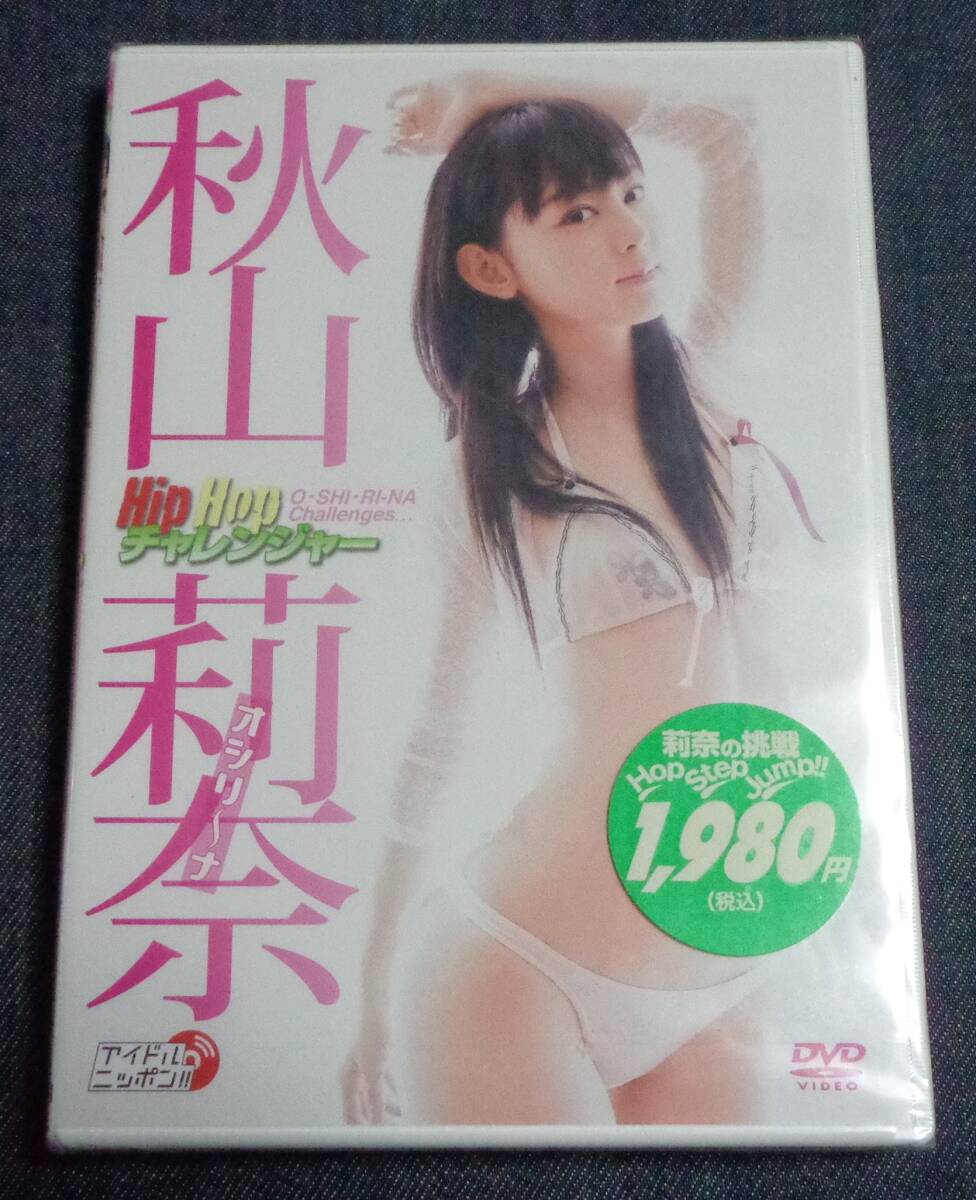 秋山莉奈
Hip Hop
チャレンジャー
O·SHI·RI-NA
Challenges...
オシリ〜ナ
莉奈の挑戦
Hop Step Jump!!
1,980円
(税込)
アイドル
ニッポン!!
DVD
VIDEO